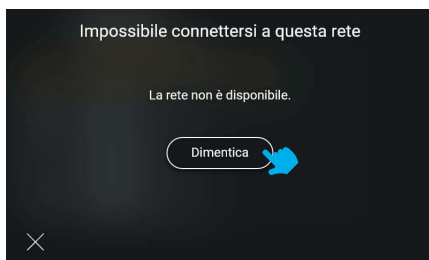 Impossibile connettersi a questa rete
La rete non è disponibile.
Dimentica